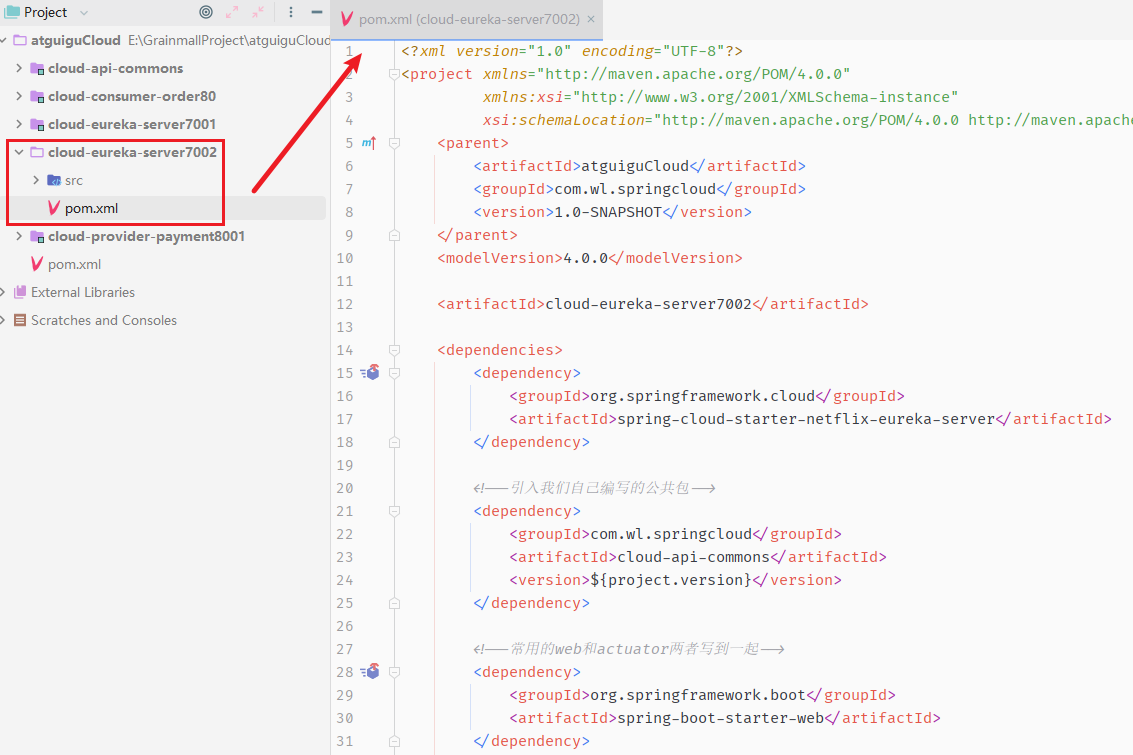 Project
atguiguCloud E:\GrainmallProject\atguiguCloud
cloud-api-commons
cloud-consumer-order80
cloud-eureka-server7001
cloud-eureka-server7002
src
pom.xml
cloud-provider-payment8001
pom.xml
External Libraries
Scratches and Consoles
pom.xml (cloud-eureka-server7002) ×
1 <?xml version="1.0" encoding="UTF-8"?>
2 <project xmlns="http://maven.apache.org/POM/4.0.0"
3 xmlns:xsi="http://www.w3.org/2001/XMLSchema-instance"
4 xsi:schemaLocation="http://maven.apache.org/POM/4.0.0 http://maven.apache
5 <parent>
6 <artifactId>atguiguCloud</artifactId>
7 <groupId>com.wl.springcloud</groupId>
8 <version>1.0-SNAPSHOT</version>
9 </parent>
10 <modelVersion>4.0.0</modelVersion>
11
12 <artifactId>cloud-eureka-server7002</artifactId>
13
14 <dependencies>
15 <dependency>
16 <groupId>org.springframework.cloud</groupId>
17 <artifactId>spring-cloud-starter-netflix-eureka-server</artifactId>
18 </dependency>
19
20 <!--引入我们自己编写的公共包-->
21 <dependency>
22 <groupId>com.wl.springcloud</groupId>
23 <artifactId>cloud-api-commons</artifactId>
24 <version>${project.version}</version>
25 </dependency>
26
27 <!--常用的web和actuator两者写到一起-->
28 <dependency>
29 <groupId>org.springframework.boot</groupId>
30 <artifactId>spring-boot-starter-web</artifactId>
31 </dependency>